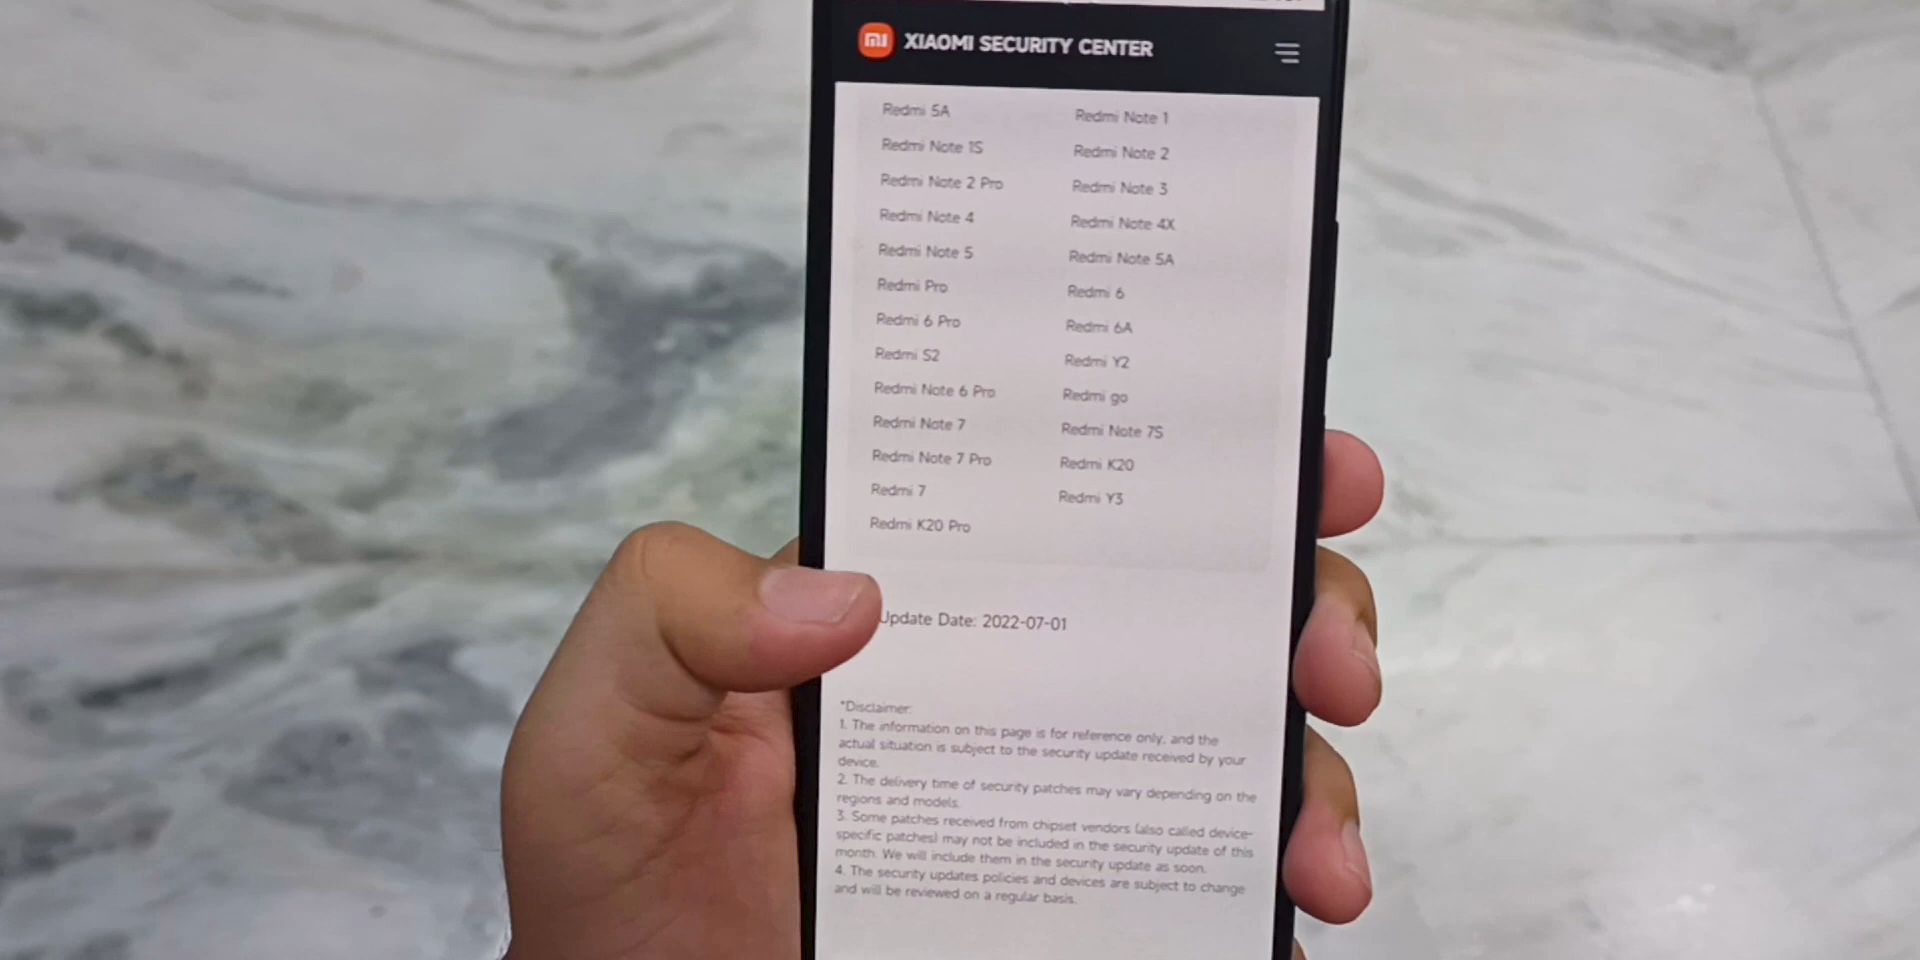 mi XIAOMI SECURITY CENTER
Redmi 5A Redmi Note 1
Redmi Note 1S Redmi Note 2
Redmi Note 2 Pro Redmi Note 3
Redmi Note 4 Redmi Note 4X
Redmi Note 5 Redmi Note 5A
Redmi Pro Redmi 6
Redmi 6 Pro Redmi 6A
Redmi S2 Redmi Y2
Redmi Note 6 Pro Redmi go
Redmi Note 7 Redmi Note 7S
Redmi Note 7 Pro Redmi K20
Redmi 7 Redmi Y3
Redmi K20 Pro
Update Date: 2022-07-01
*Disclaimer:
1. The information on this page is for reference only, and the
actual situation is subject to the security update received by your
device.
2. The delivery time of security patches may vary depending on the
regions and models.
3. Some patches received from chipset vendors (also called device-
specific patches) may not be included in the security update of this
month. We will include them in the security update as soon.
4. The security updates policies and devices are subject to change
and will be reviewed on a regular basis.